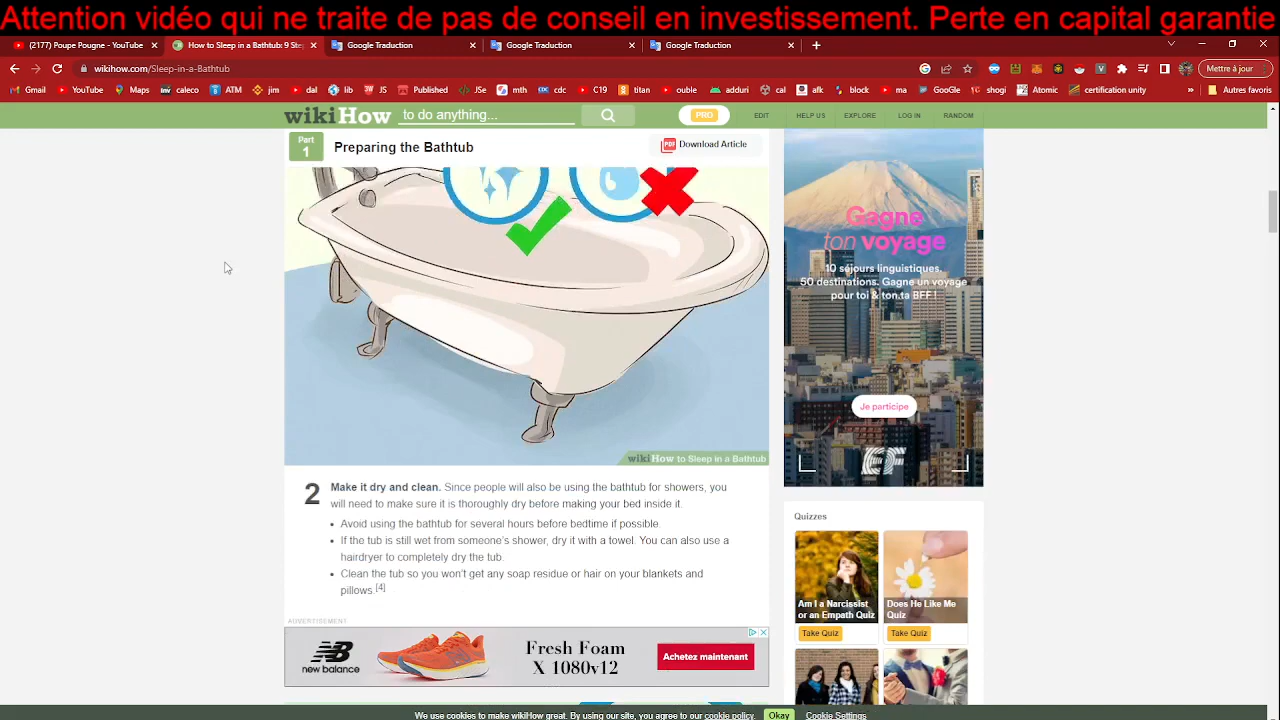 Attention vidéo qui ne traite de pas de conseil en investissement. Perte en capital garantie
(2177) Poupe Pogne - YouTube
How to Sleep in a Bathtub: 9 Ste
Google Traduction
Google Traduction
Google Traduction
wikihow.com/Sleep-in-a-Bathtub
Mettre à jour
Gmail
YouTube
Maps
caleco
ATM
jim
dal
lib
JS
JSS
mth
cdc
CTC9
titan
ouble
addEvent
cal
afk
block
ma
GooGle
shogi
Atomic
certification unity
Autres favoris
wikiHow
to do anything...
PRO
EDIT
HELP US
EXPLORE
LOG IN
RANDOM
Part
1
Preparing the Bathtub
PDF
Download Article
Gagne
ton voyage
10 séjours linguistiques.
50 destinations. Gagne un voyage
pour toi & ton.ta BFF !
Je participe
EF
wikiHow to Sleep in a Bathtub
2
Make it dry and clean. Since people will also be using the bathtub for showers, you
will need to make sure it is thoroughly dry before making your bed inside it.
Avoid using the bathtub for several hours before bedtime if possible.
If the tub is still wet from someone's shower, dry it with a towel. You can also use a
hairdryer to completely dry the tub.
Clean the tub so you won't get any soap residue or hair on your blankets and
pillows.[4]
Quizzes
Am I a Narcissist
or an Empath Quiz
Take Quiz
Does He Like Me
Quiz
Take Quiz
ADVERTISEMENT
new balance
Fresh Foam
X 1080v12
Achetez maintenant
We use cookies to make wikiHow great. By using our site, you agree to our cookie policy.
Okay
Cookie Settings